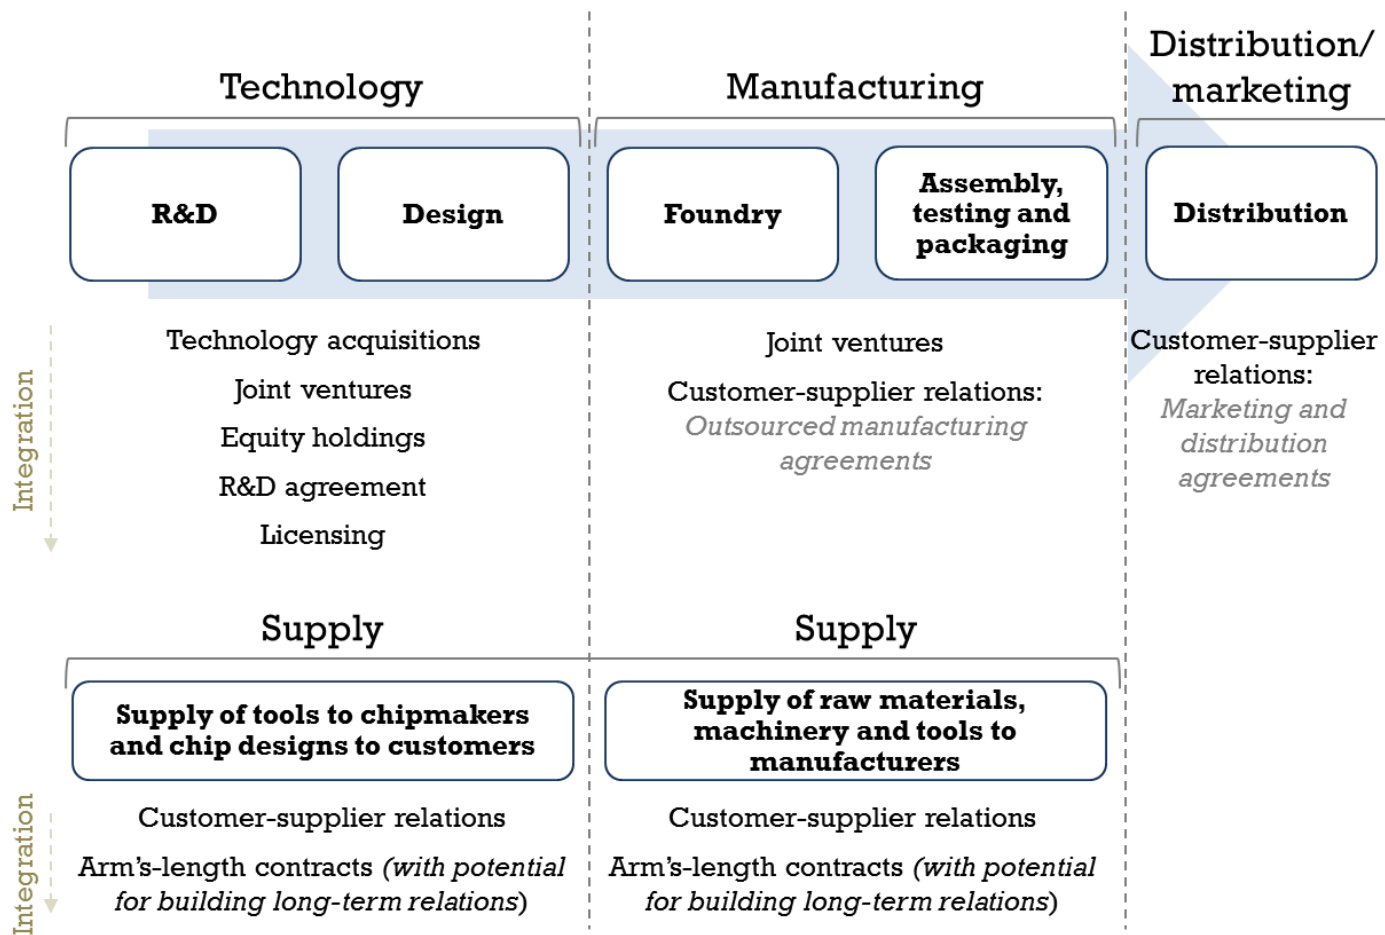 Technology
Manufacturing
Distribution/
marketing
R&D
Design
Foundry
Assembly,
testing and
packaging
Distribution
Integration
Technology acquisitions
Joint ventures
Equity holdings
R&D agreement
Licensing
Joint ventures
Customer-supplier relations:
Outsourced manufacturing
agreements
Customer-supplier
relations:
Marketing and
distribution
agreements
Supply
Supply
Supply of tools to chipmakers
and chip designs to customers
Supply of raw materials,
machinery and tools to
manufacturers
Integration
Customer-supplier relations
Arm's-length contracts (with potential
for building long-term relations)
Customer-supplier relations
Arm's-length contracts (with potential
for building long-term relations)